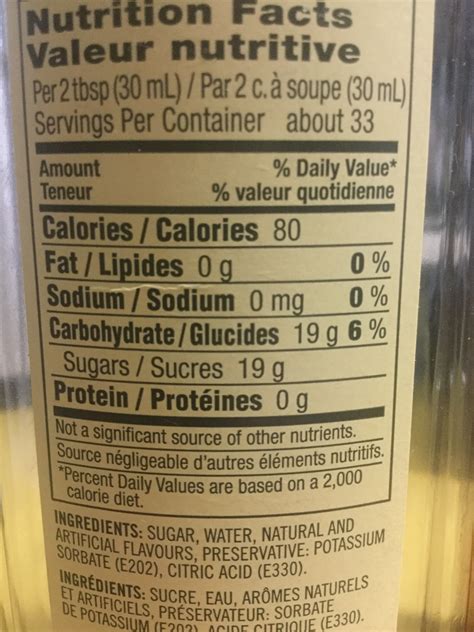 Nutrition Facts
Valeur nutritive
Per 2 tbsp (30 mL) / Par 2 c. à soupe (30 mL)
Servings Per Container about 33
Amount % Daily Value*
Teneur % valeur quotidienne
Calories / Calories 80
Fat / Lipides 0 g 0 %
Sodium / Sodium 0 mg 0 %
Carbohydrate / Glucides 19 g 6 %
Sugars / Sucres 19 g
Protein / Protéines 0 g
Not a significant source of other nutrients.
Source négligeable d'autres éléments nutritifs.
*Percent Daily Values are based on a 2,000
calorie diet.
INGREDIENTS: SUGAR, WATER, NATURAL AND
ARTIFICIAL FLAVOURS, PRESERVATIVE: POTASSIUM
SORBATE (E202), CITRIC ACID (E330).
INGRÉDIENTS: SUCRE, EAU, ARÔMES NATURELS
ET ARTIFICIELS, PRÉSERVATEUR: SORBATE
DE POTASSIUM (E202), ACIDE CITRIQUE (E330).